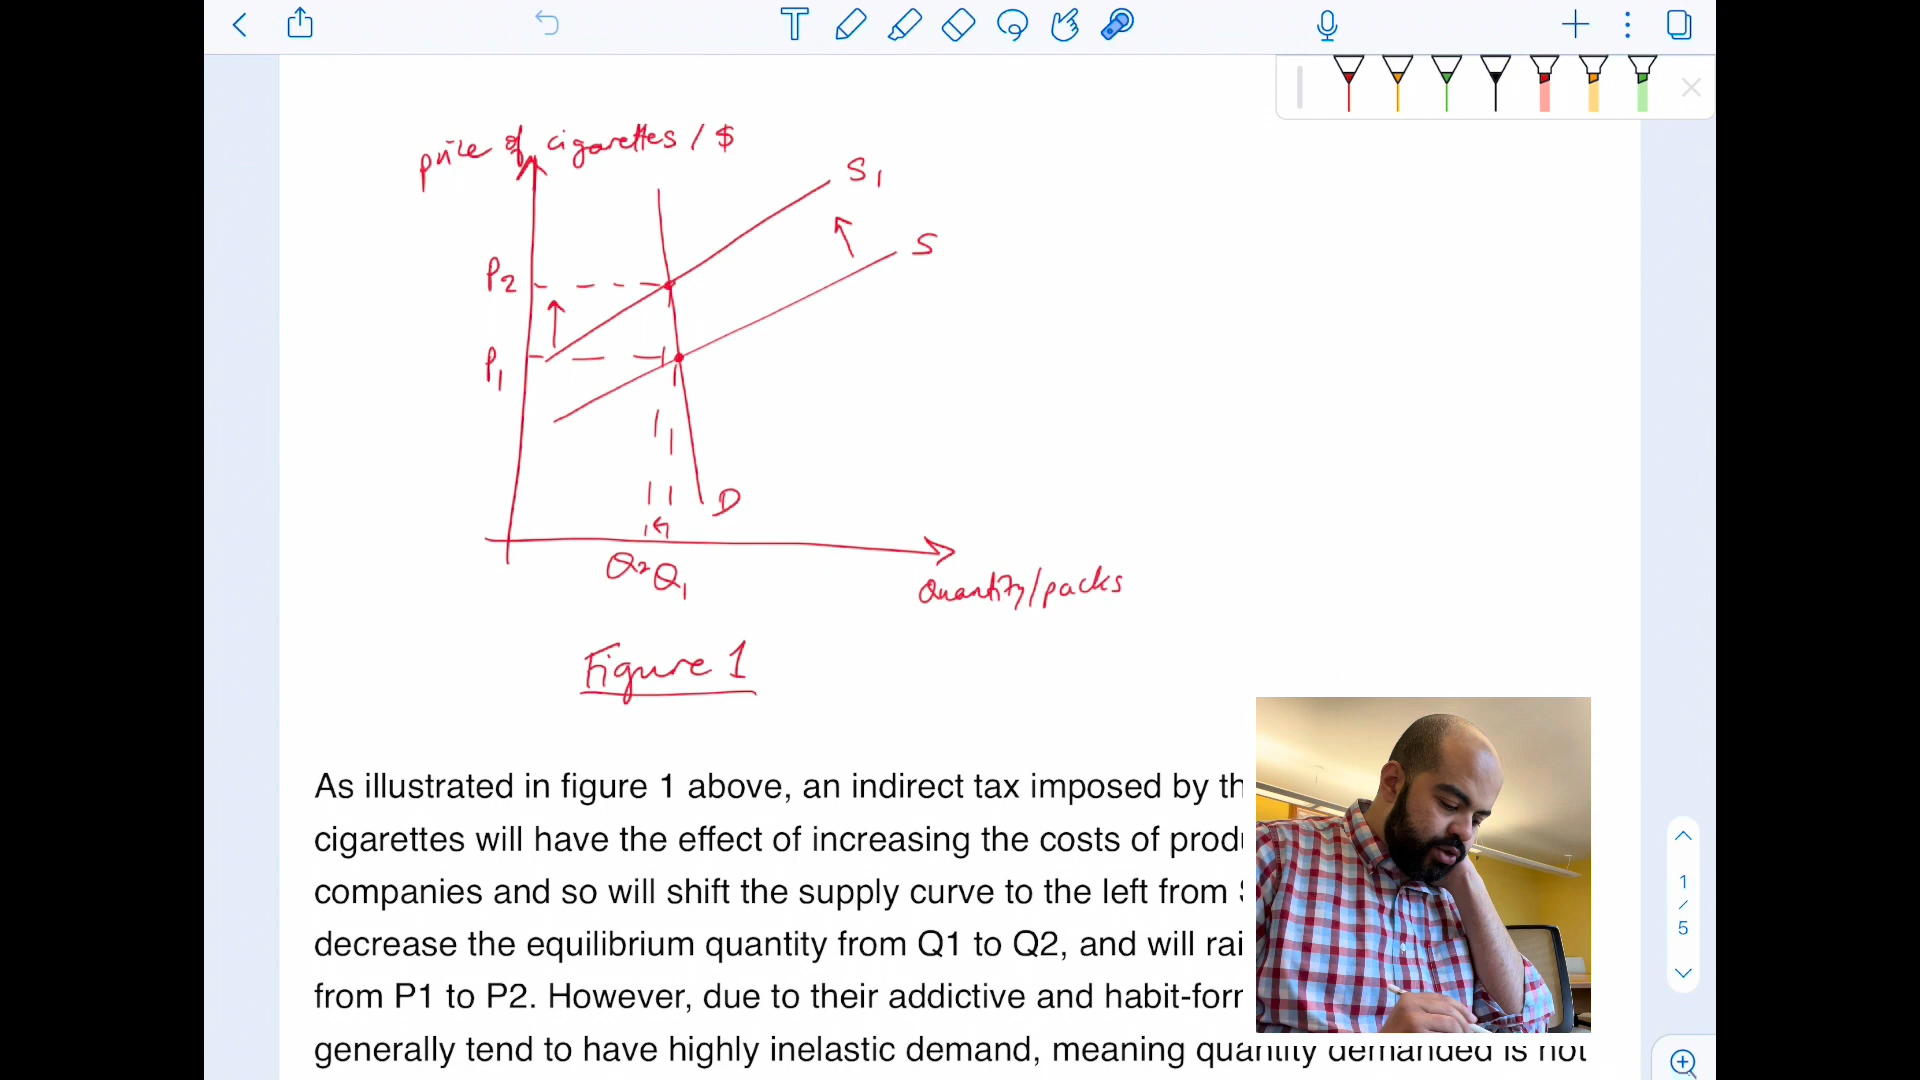 price of cigarettes / $
S1
S
P2
P1
D
Q2 Q1
Quantity/packs
Figure 1
As illustrated in figure 1 above, an indirect tax imposed by th
cigarettes will have the effect of increasing the costs of prod
companies and so will shift the supply curve to the left from
decrease the equilibrium quantity from Q1 to Q2, and will rai
from P1 to P2. However, due to their addictive and habit-for
generally tend to have highly inelastic demand, meaning quantity demanded is not
1
/
5